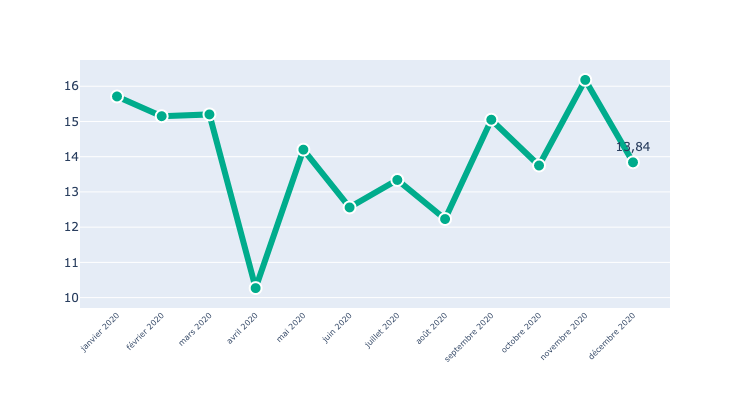 16
15
14
13
12
11
10
13,84
janvier 2020
février 2020
mars 2020
avril 2020
mai 2020
juin 2020
juillet 2020
août 2020
septembre 2020
octobre 2020
novembre 2020
décembre 2020